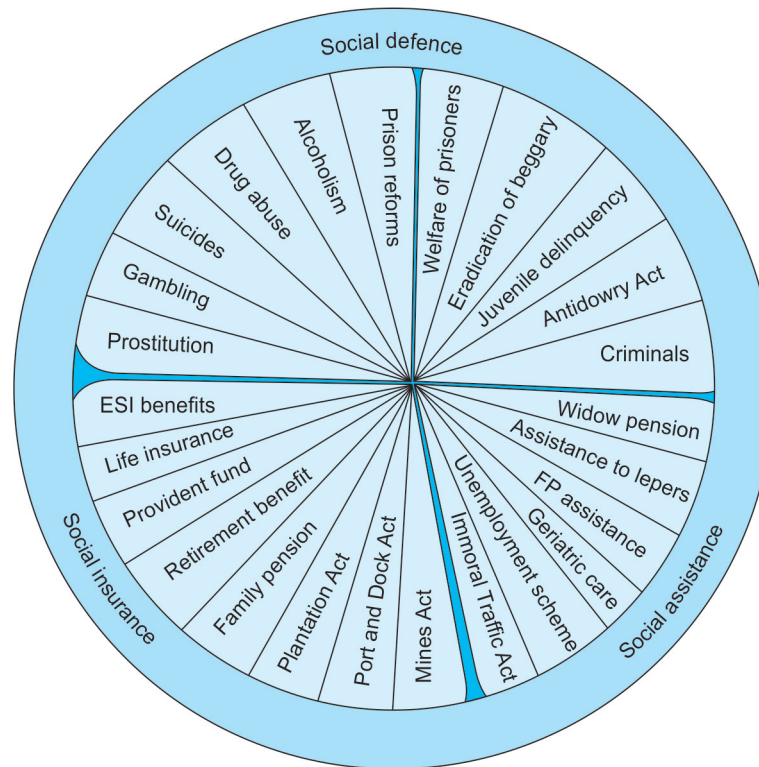 Social defence
Prison reforms
Welfare of prisoners
Eradication of beggary
Juvenile delinquency
Antidowry Act
Criminals
Widow pension
Assistance to lepers
FP assistance
Geriatric care
Unemployment scheme
Immoral Traffic Act
Social assistance
Mines Act
Port and Dock Act
Plantation Act
Family pension
Retirement benefit
Provident fund
Life insurance
ESI benefits
Social insurance
Prostitution
Gambling
Suicides
Drug abuse
Alcoholism